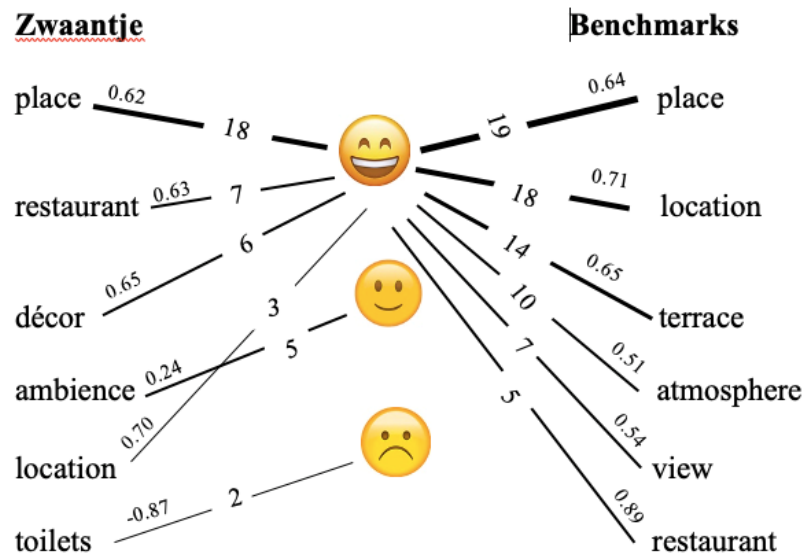 Zwaantje Benchmarks
place 0.62 18 19 0.64 place
restaurant 0.63 7 18 0.71 location
décor 0.65 6 14 0.65 terrace
ambience 0.24 5 10 0.51 atmosphere
location 0.70 3 7 0.54 view
toilets -0.87 2 5 0.89 restaurant